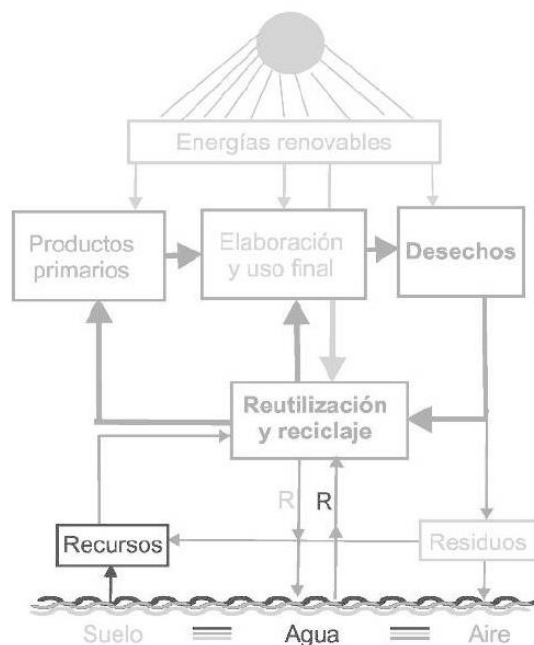 Energías renovables
Productos
primarios
Elaboración
y uso final
Desechos
Reutilización
y reciclaje
R
R
Recursos
Residuos
Suelo
Agua
Aire